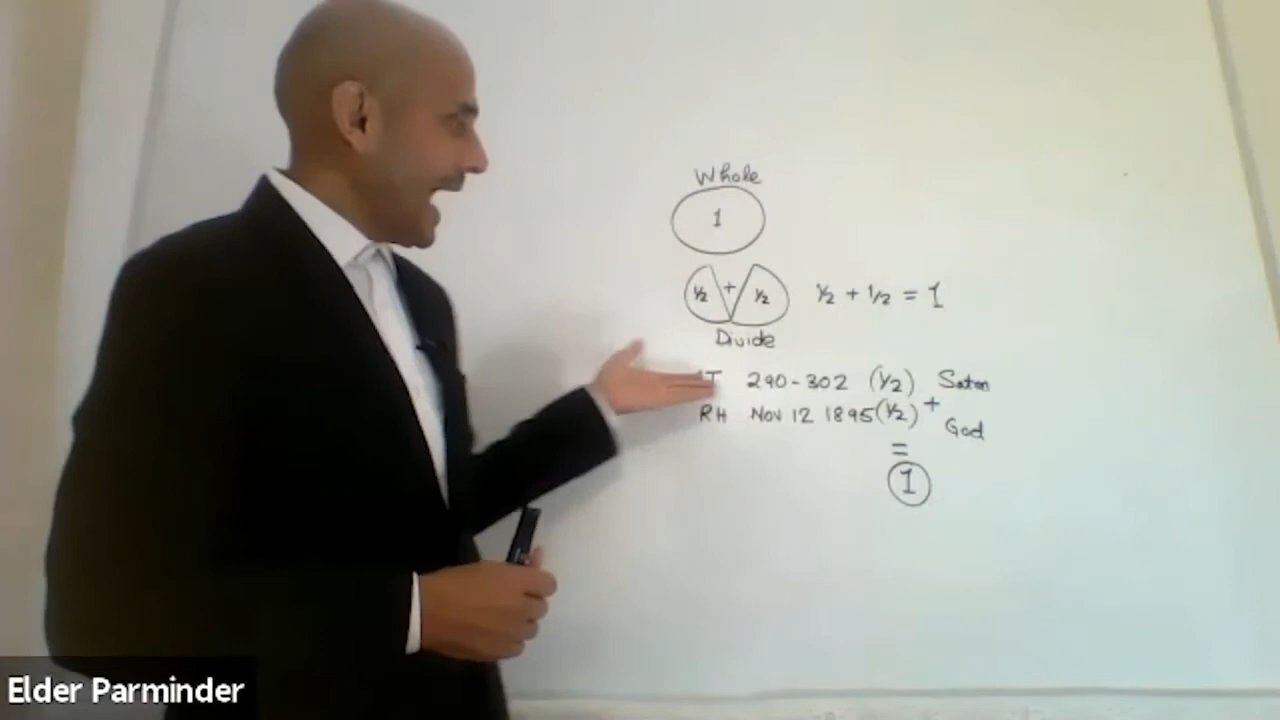 Whole
1
½ + ½ ½ + 1/2 = 1
Divide
1T 290-302 (½) Satan
RH Nov 12 1895 (½) + God
=
1
Elder Parminder